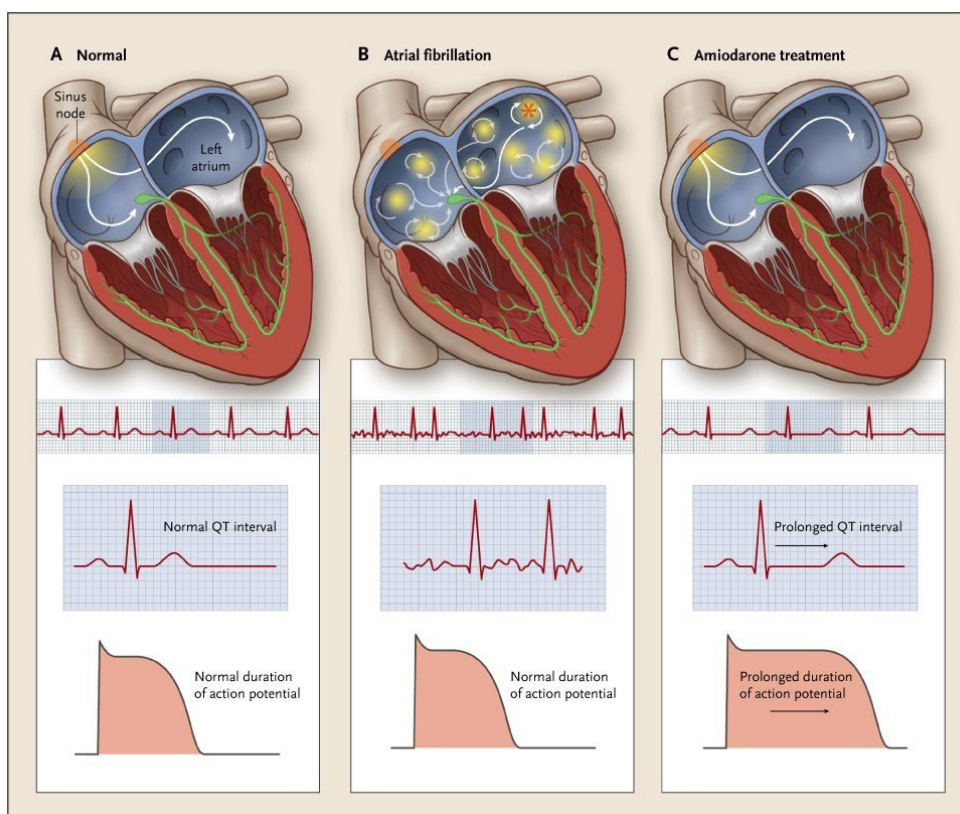 A Normal
B Atrial fibrillation
C Amiodarone treatment
Sinus
node
Left
atrium
Normal QT interval
Prolonged QT interval
Normal duration
of action potential
Normal duration
of action potential
Prolonged duration
of action potential